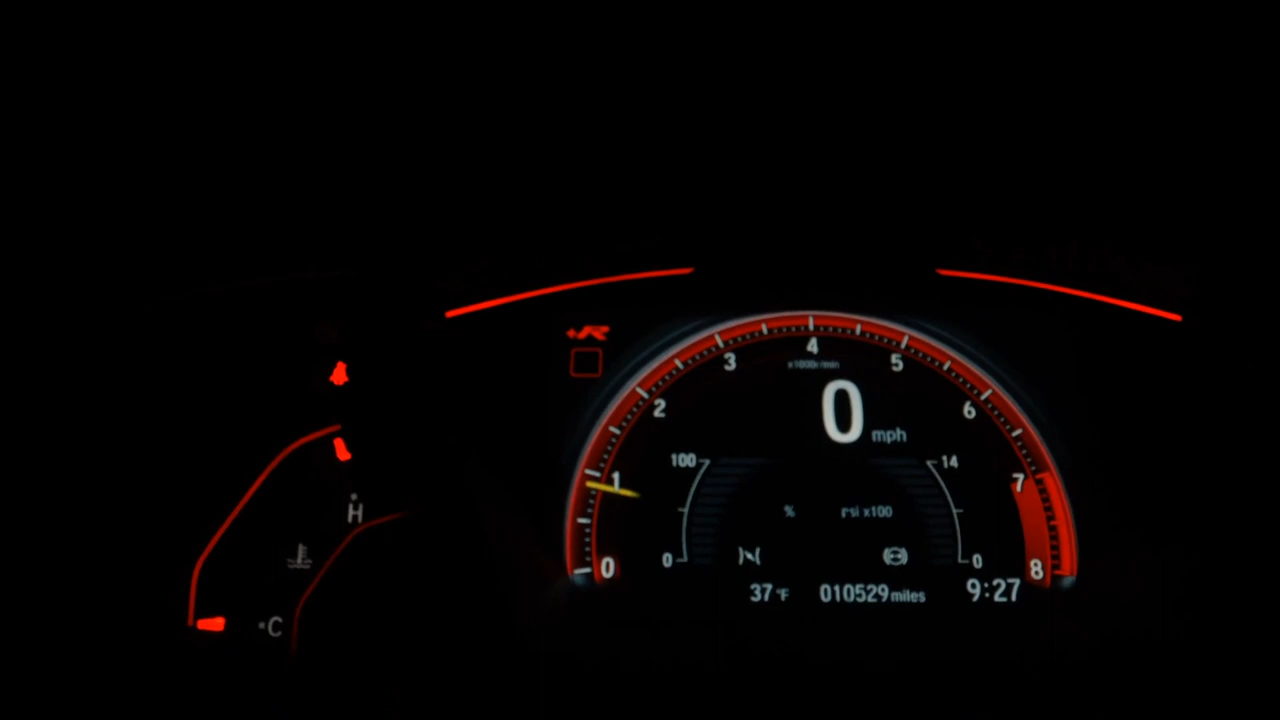 +R
4
3 5
x1000r/min
2 6
0 mph
100 14
1 7
% psi x100
H
0 0
0 8
37 °F 010529 miles 9:27
C